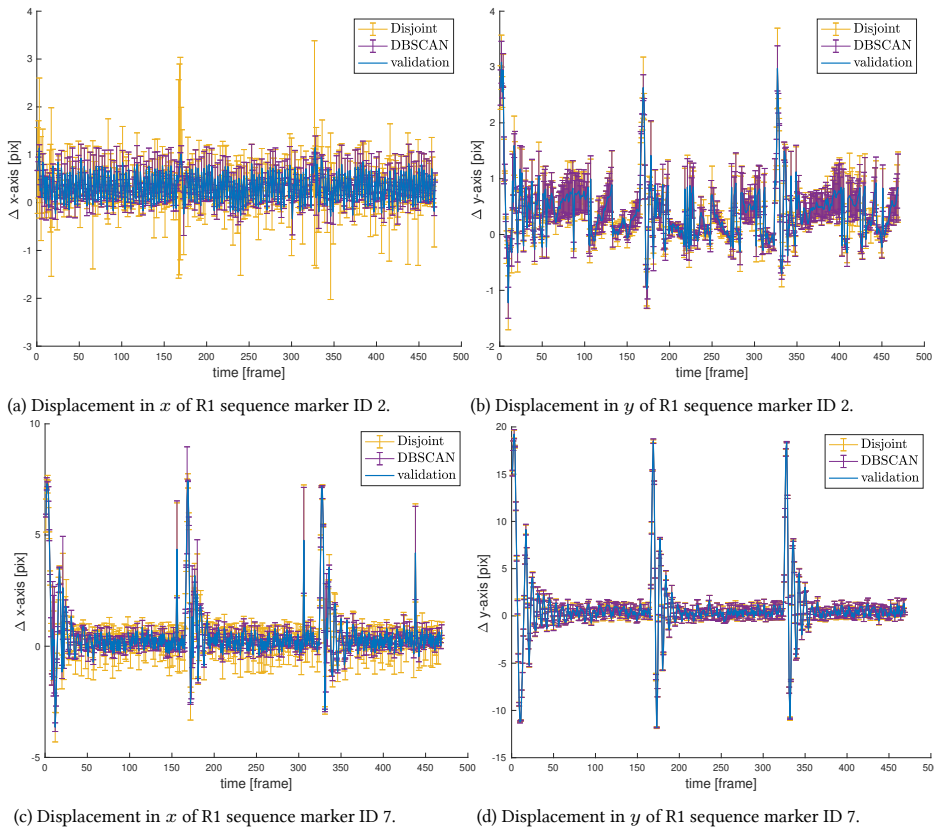 4
3
2
1
0
-1
-2
-3
Δ x-axis [pix]
0 50 100 150 200 250 300 350 400 450 500
time [frame]
Disjoint
DBSCAN
validation
(a) Displacement in x of R1 sequence marker ID 2.
4
3
2
1
0
-1
-2
Δ y-axis [pix]
0 50 100 150 200 250 300 350 400 450 500
time [frame]
Disjoint
DBSCAN
validation
(b) Displacement in y of R1 sequence marker ID 2.
10
5
0
-5
Δ x-axis [pix]
0 50 100 150 200 250 300 350 400 450 500
time [frame]
Disjoint
DBSCAN
validation
(c) Displacement in x of R1 sequence marker ID 7.
20
15
10
5
0
-5
-10
-15
Δ y-axis [pix]
0 50 100 150 200 250 300 350 400 450 500
time [frame]
Disjoint
DBSCAN
validation
(d) Displacement in y of R1 sequence marker ID 7.